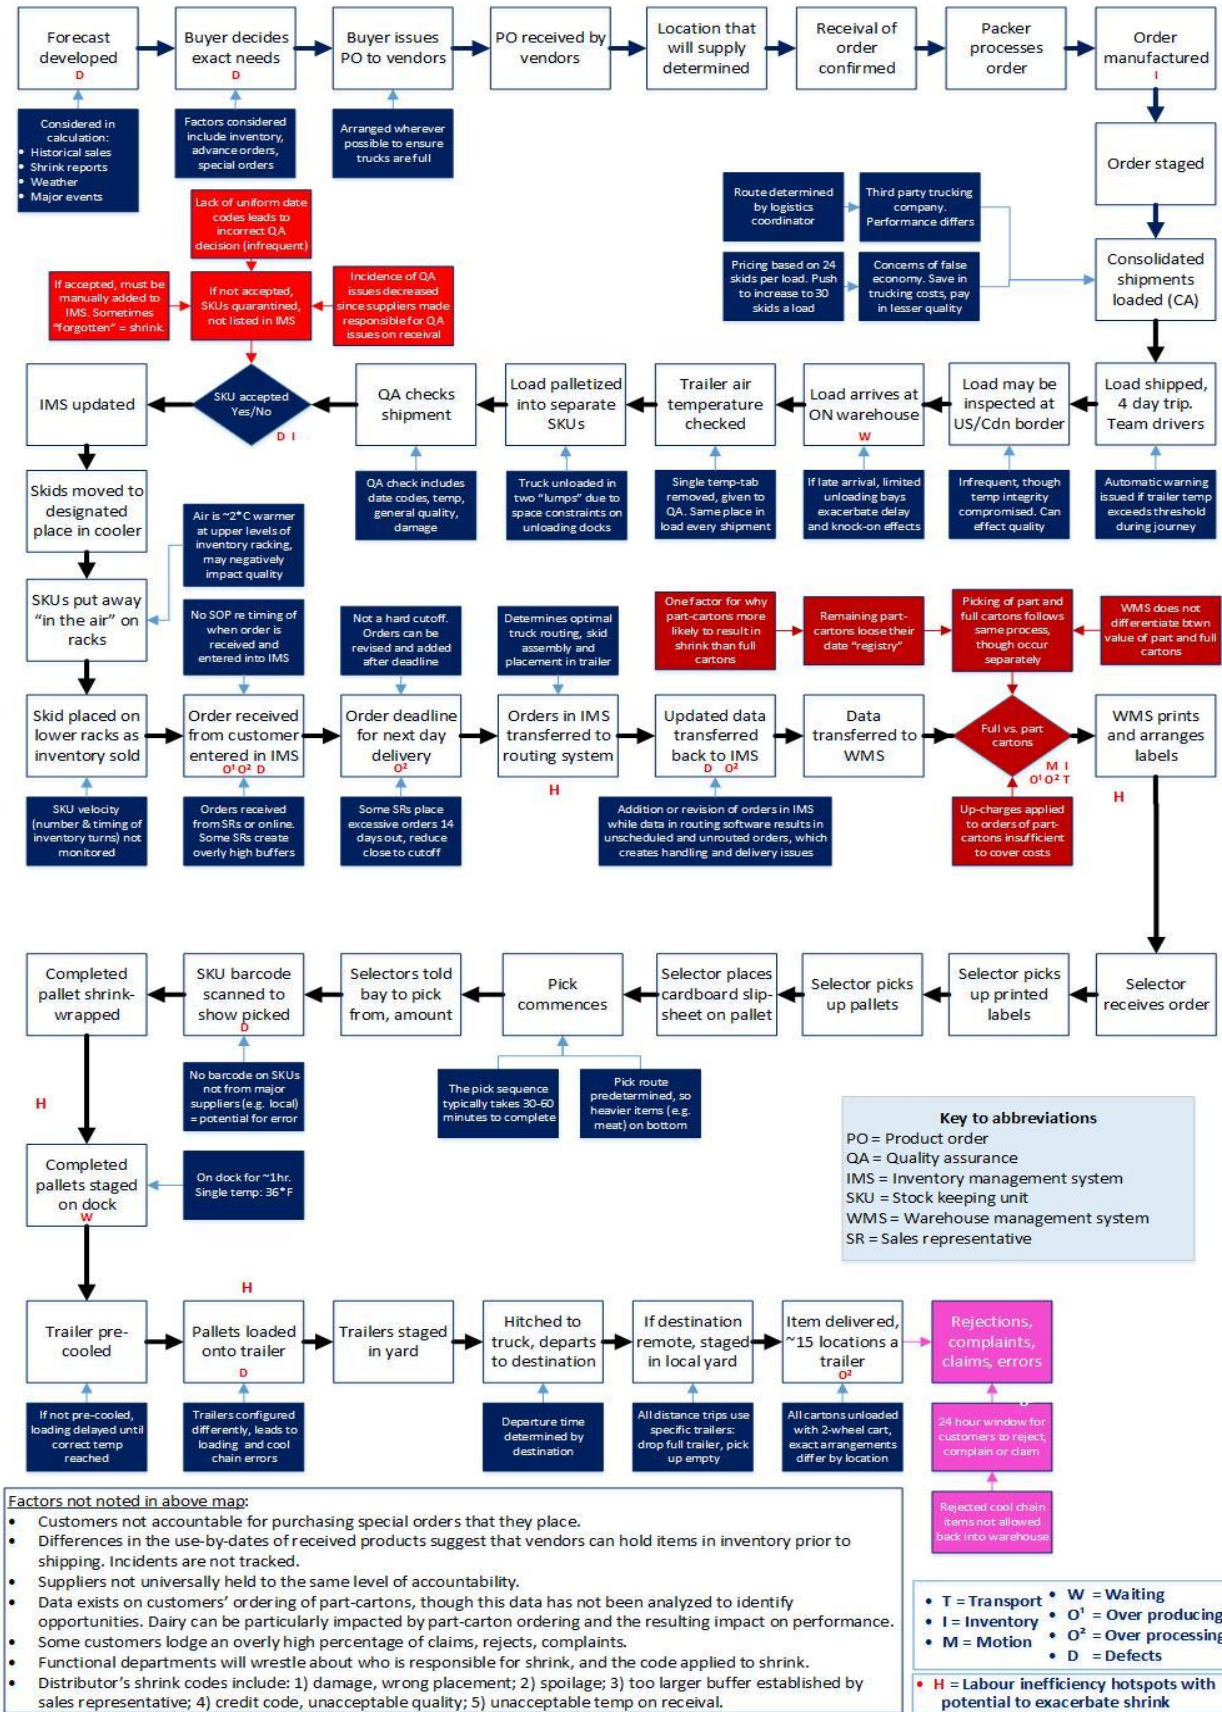 Forecast
developed
D
Buyer decides
exact needs
D
Buyer issues
PO to vendors
PO received by
vendors
Location that
will supply
determined
Receival of
order
confirmed
Packer
processes
order
Order
manufactured
I
Considered in
calculation:
• Historical sales
• Shrink reports
• Weather
• Major events
Factors considered
include inventory,
advance orders,
special orders
Arranged wherever
possible to ensure
trucks are full
Order staged
Route determined
by logistics
coordinator
Third party trucking
company.
Performance differs
Pricing based on 24
skids per load. Push
to increase to 30
skids a load
Concerns of false
economy. Save in
trucking costs, pay
in lesser quality
Consolidated
shipments
loaded (CA)
Lack of uniform date
codes leads to
incorrect QA
decision (infrequent)
If accepted, must be
manually added to
IMS. Sometimes
"forgotten" = shrink.
If not accepted,
SKUs quarantined,
not listed in IMS
Incidence of QA
issues decreased
since suppliers made
responsible for QA
issues on receival
IMS updated
SKU accepted
Yes/No
D I
QA checks
shipment
Load palletized
into separate
SKUs
Trailer air
temperature
checked
Load arrives at
ON warehouse
W
Load may be
inspected at
US/Cdn border
Load shipped,
4 day trip.
Team drivers
QA check includes
date codes, temp,
general quality,
damage
Truck unloaded in
two "lumps" due to
space constraints on
unloading docks
Single temp-tab
removed, given to
QA. Same place in
load every shipment
If late arrival, limited
unloading bays
exacerbate delay
and knock-on effects
Infrequent, though
temp integrity
compromised. Can
effect quality
Automatic warning
issued if trailer temp
exceeds threshold
during journey
Skids moved to
designated
place in cooler
Air is ~2*C warmer
at upper levels of
inventory racking,
may negatively
impact quality
SKUs put away
"in the air" on
racks
No SOP re timing of
when order is
received and
entered into IMS
Not a hard cutoff.
Orders can be
revised and added
after deadline
Determines optimal
truck routing, skid
assembly and
placement in trailer
One factor for why
part-cartons more
likely to result in
shrink than full
cartons
Remaining part-
cartons loose their
date "registry"
Picking of part and
full cartons follows
same process,
though occur
separately
WMS does not
differentiate btwn
value of part and full
cartons
Skid placed on
lower racks as
inventory sold
Order received
from customer
entered in IMS
O¹ O² D
Order deadline
for next day
delivery
O²
Orders in IMS
transferred to
routing system
H
Updated data
transferred
back to IMS
D O²
Data
transferred to
WMS
Full vs. part
cartons
M I
O¹ O² T
WMS prints
and arranges
labels
H
SKU velocity
(number & timing of
inventory turns) not
monitored
Orders received
from SRs or online.
Some SRs create
overly high buffers
Some SRs place
excessive orders 14
days out, reduce
close to cutoff
Addition or revision of orders in IMS
while data in routing software results in
unscheduled and unrouted orders, which
creates handling and delivery issues
Up-charges applied
to orders of part-
cartons insufficient
to cover costs
Completed
pallet shrink-
wrapped
SKU barcode
scanned to
show picked
D
Selectors told
bay to pick
from, amount
Pick
commences
Selector places
cardboard slip-
sheet on pallet
Selector picks
up pallets
Selector picks
up printed
labels
Selector
receives order
No barcode on SKUs
not from major
suppliers (e.g. local)
= potential for error
The pick sequence
typically takes 30-60
minutes to complete
Pick route
predetermined, so
heavier items (e.g.
meat) on bottom
H
Completed
pallets staged
on dock
W
On dock for ~1hr.
Single temp: 36*F
Key to abbreviations
PO = Product order
QA = Quality assurance
IMS = Inventory management system
SKU = Stock keeping unit
WMS = Warehouse management system
SR = Sales representative
H
Trailer pre-
cooled
Pallets loaded
onto trailer
D
Trailers staged
in yard
Hitched to
truck, departs
to destination
If destination
remote, staged
in local yard
Item delivered,
~15 locations a
trailer
O²
Rejections,
complaints,
claims, errors
If not pre-cooled,
loading delayed until
correct temp
reached
Trailers configured
differently, leads to
loading and cool
chain errors
Departure time
determined by
destination
All distance trips use
specific trailers:
drop full trailer, pick
up empty
All cartons unloaded
with 2-wheel cart,
exact arrangements
differ by location
24 hour window for
customers to reject,
complain or claim
Rejected cool chain
items not allowed
back into warehouse
Factors not noted in above map:
• Customers not accountable for purchasing special orders that they place.
• Differences in the use-by-dates of received products suggest that vendors can hold items in inventory prior to
shipping. Incidents are not tracked.
• Suppliers not universally held to the same level of accountability.
• Data exists on customers' ordering of part-cartons, though this data has not been analyzed to identify
opportunities. Dairy can be particularly impacted by part-carton ordering and the resulting impact on performance.
• Some customers lodge an overly high percentage of claims, rejects, complaints.
• Functional departments will wrestle about who is responsible for shrink, and the code applied to shrink.
• Distributor's shrink codes include: 1) damage, wrong placement; 2) spoilage; 3) too larger buffer established by
sales representative; 4) credit code, unacceptable quality; 5) unacceptable temp on receival.
• T = Transport • W = Waiting
• I = Inventory • O¹ = Over producing
• M = Motion • O² = Over processing
• D = Defects
• H = Labour inefficiency hotspots with
potential to exacerbate shrink